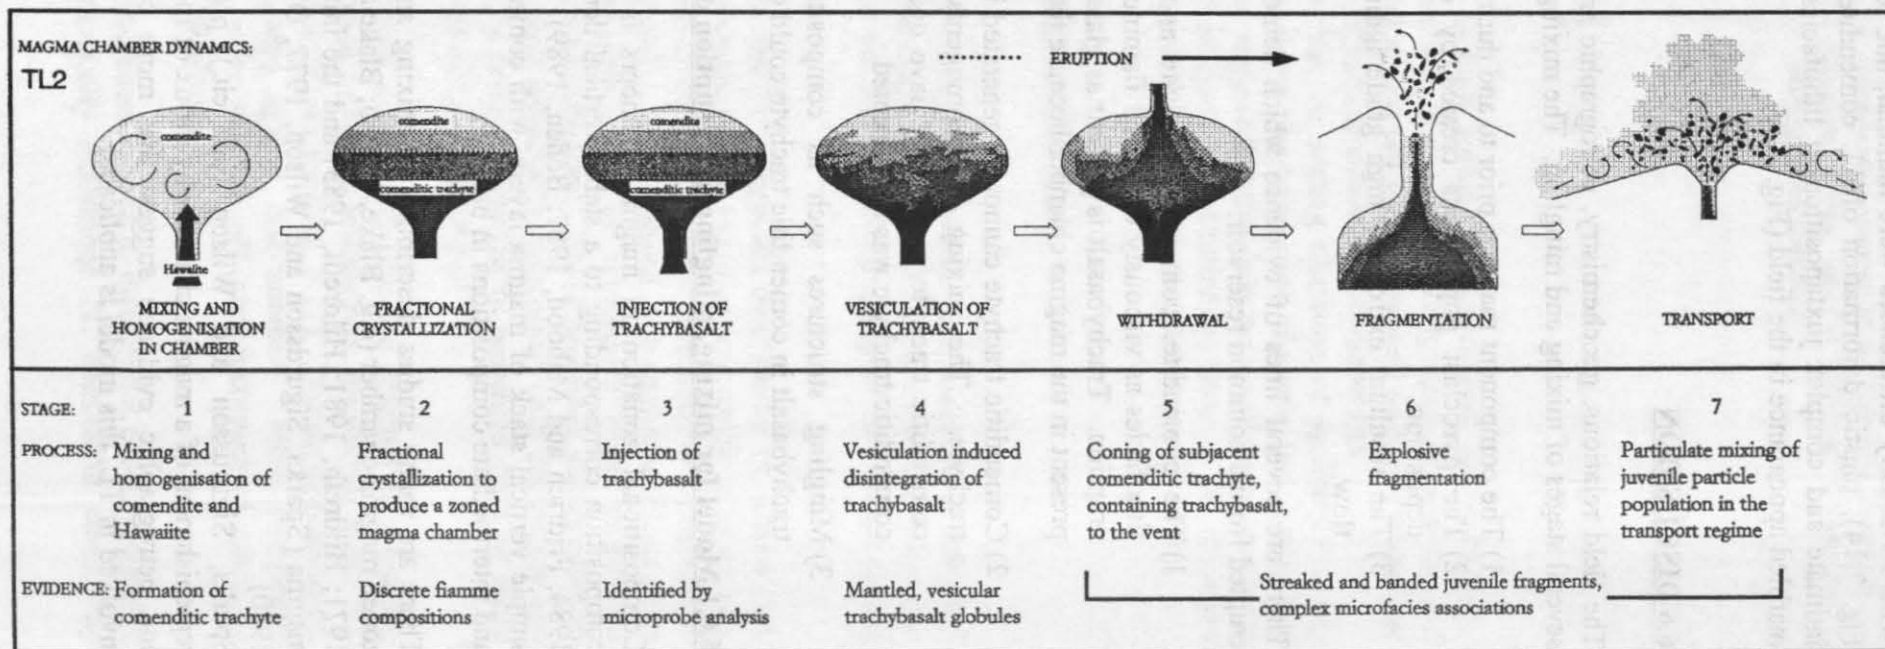 MAGMA CHAMBER DYNAMICS:
TL2
ERUPTION
comendite
Hawaiite
comendite
comenditic trachyte
comendite
comenditic trachyte
MIXING AND
HOMOGENISATION
IN CHAMBER
FRACTIONAL
CRYSTALLIZATION
INJECTION OF
TRACHYBASALT
VESICULATION OF
TRACHYBASALT
WITHDRAWAL
FRAGMENTATION
TRANSPORT
STAGE: 1 2 3 4 5 6 7
PROCESS: Mixing and
homogenisation of
comendite and
Hawaiite
Fractional
crystallization to
produce a zoned
magma chamber
Injection of
trachybasalt
Vesiculation induced
disintegration of
trachybasalt
Coning of subjacent
comenditic trachyte,
containing trachybasalt,
to the vent
Explosive
fragmentation
Particulate mixing of
juvenile particle
population in the
transport regime
EVIDENCE: Formation of
comenditic trachyte
Discrete fiamme
compositions
Identified by
microprobe analysis
Mantled, vesicular
trachybasalt globules
Streaked and banded juvenile fragments,
complex microfacies associations